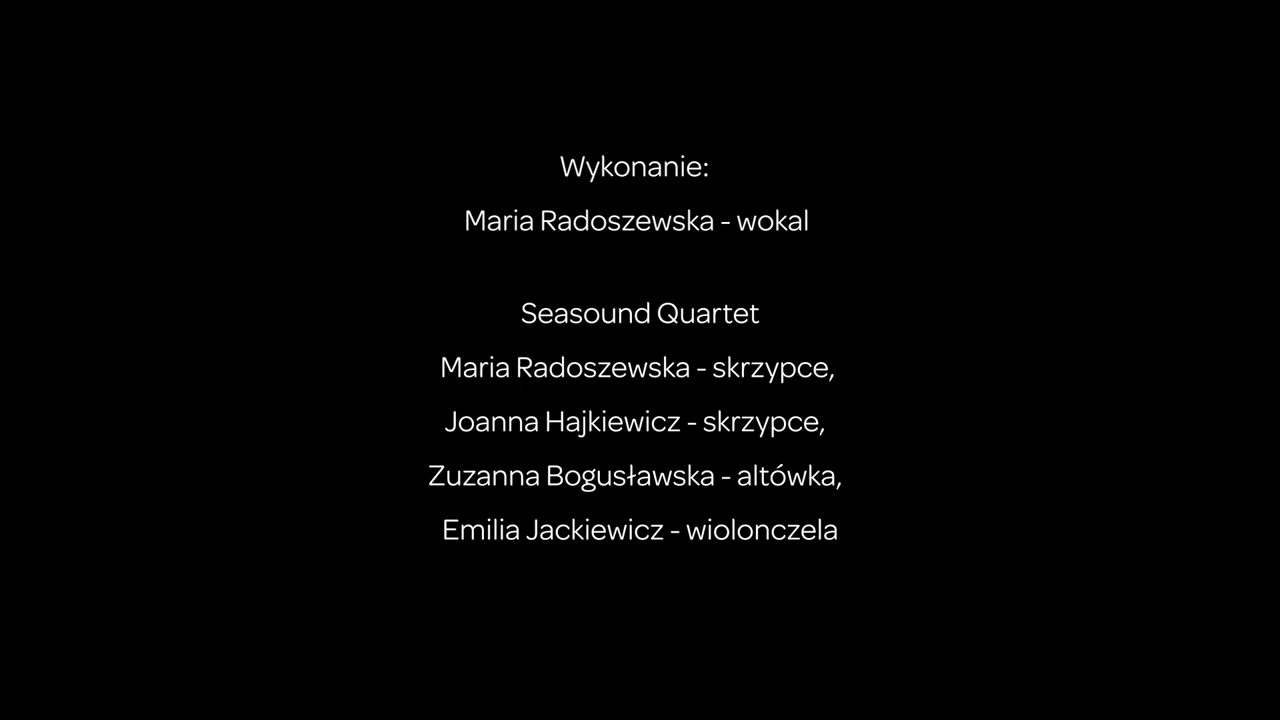 Wykonanie:
Maria Radoszewska - wokal
Seasound Quartet
Maria Radoszewska - skrzypce,
Joanna Hajkiewicz - skrzypce,
Zuzanna Bogusławska - altówka,
Emilia Jackiewicz - wiolonczela